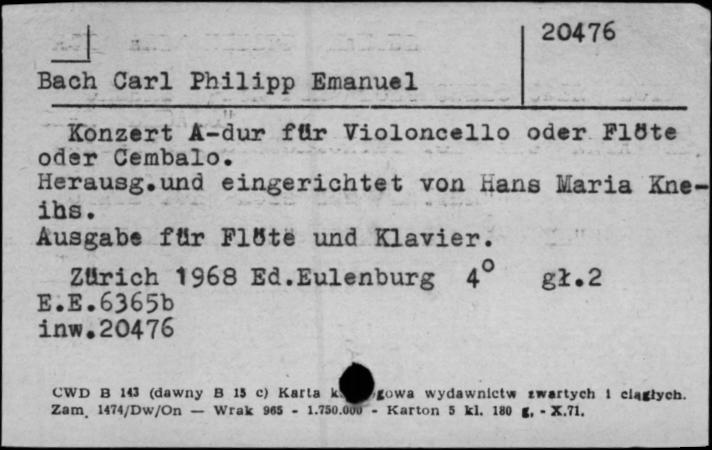 20476
Bach Carl Philipp Emanuel
Konzert A-dur für Violoncello oder Flöte
oder Cembalo.
Herausg.und eingerichtet von Hans Maria Kne-
ihs.
Ausgabe für Flöte und Klavier.
Zürich 1968 Ed.Eulenburg 4° gł.2
E.E.6365b
inw.20476
CWD B 143 (dawny B 15 c) Karta wydawnictw zwartych i ciągłych.
Zam. 1474/Dw/On — Wrak 965 - 1.750.000 - Karton 5 kl. 180 g. - X.71.